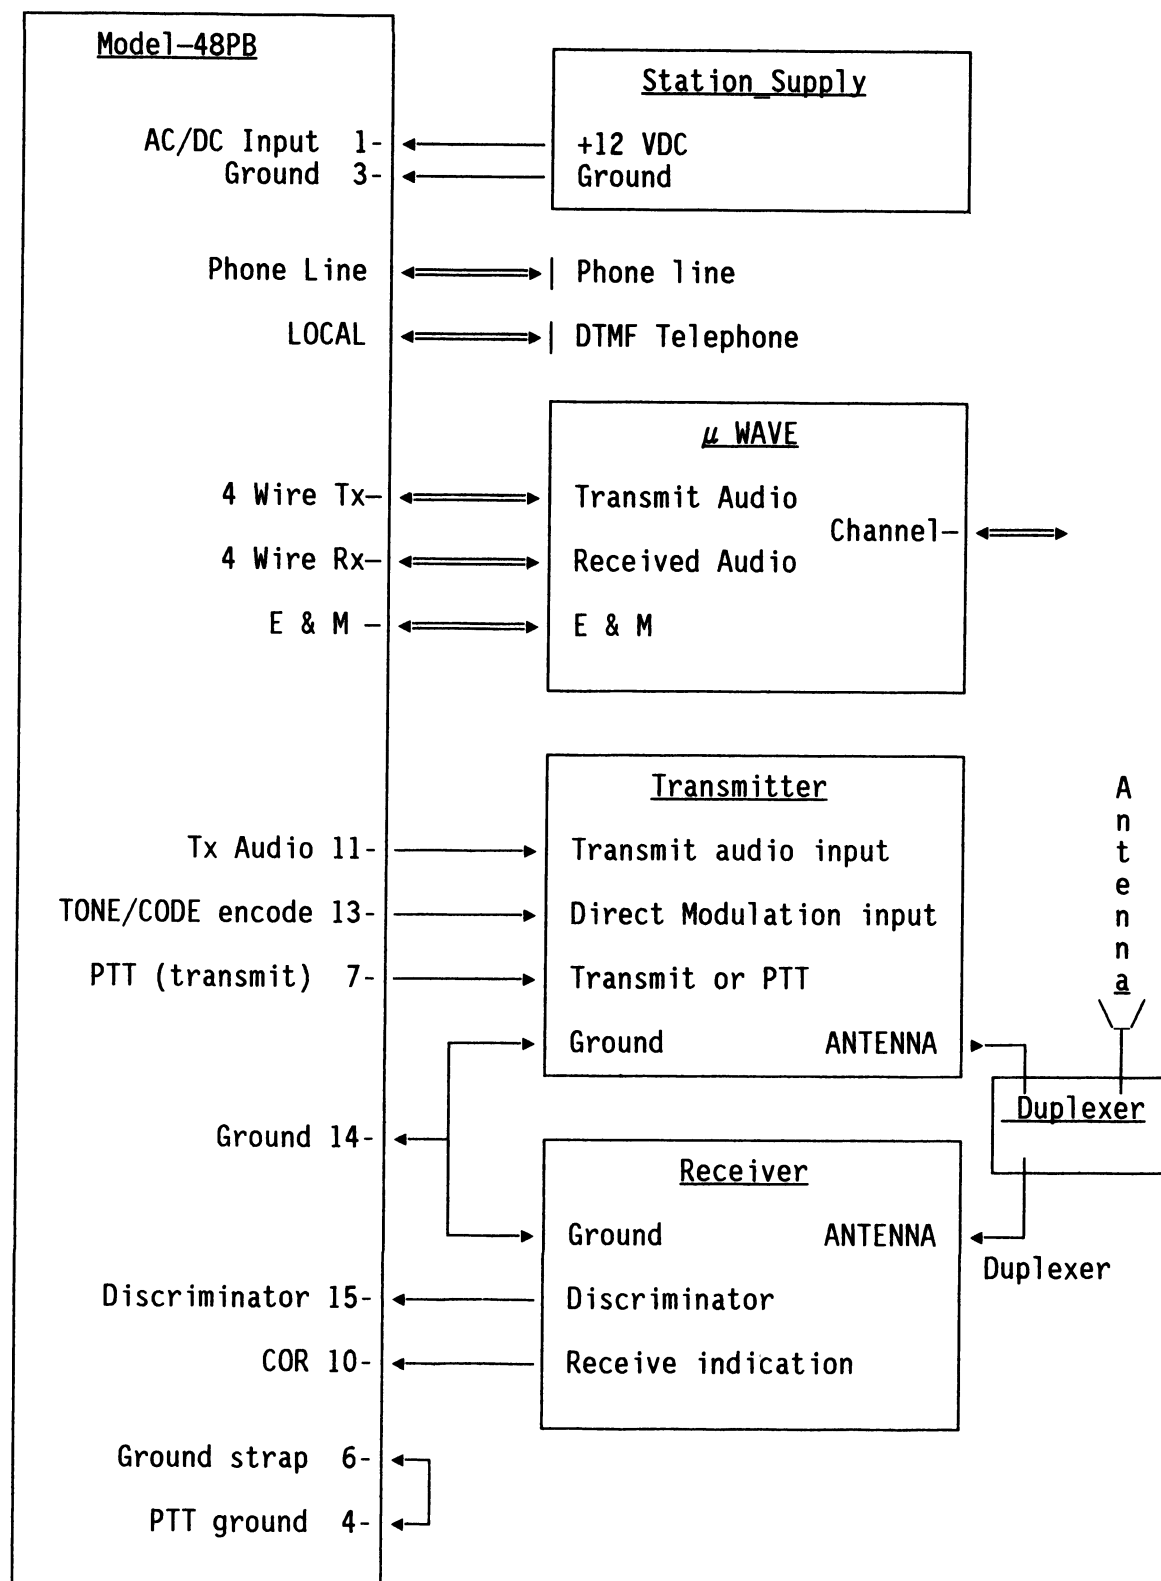 Model-48PB
Station Supply
AC/DC Input 1- +12 VDC
Ground 3- Ground
Phone Line | Phone line
LOCAL | DTMF Telephone
µ WAVE
4 Wire Tx- Transmit Audio
Channel-
4 Wire Rx- Received Audio
E & M - E & M
Transmitter
Antenna
Tx Audio 11- Transmit audio input
TONE/CODE encode 13- Direct Modulation input
PTT (transmit) 7- Transmit or PTT
Ground ANTENNA
Duplexer
Ground 14-
Receiver
Ground ANTENNA
Duplexer
Discriminator 15- Discriminator
COR 10- Receive indication
Ground strap 6-
PTT ground 4-